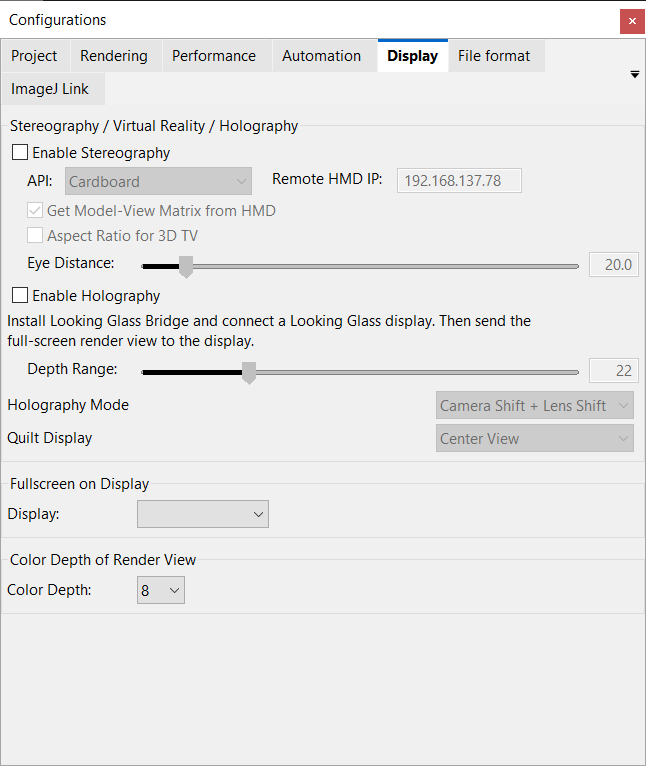 Configurations
Project Rendering Performance Automation Display File format
ImageJ Link
Stereography / Virtual Reality / Holography
Enable Stereography
API: Cardboard Remote HMD IP: 192.168.137.78
Get Model-View Matrix from HMD
Aspect Ratio for 3D TV
Eye Distance: 20.0
Enable Holography
Install Looking Glass Bridge and connect a Looking Glass display. Then send the
full-screen render view to the display.
Depth Range: 22
Holography Mode Camera Shift + Lens Shift
Quilt Display Center View
Fullscreen on Display
Display:
Color Depth of Render View
Color Depth: 8